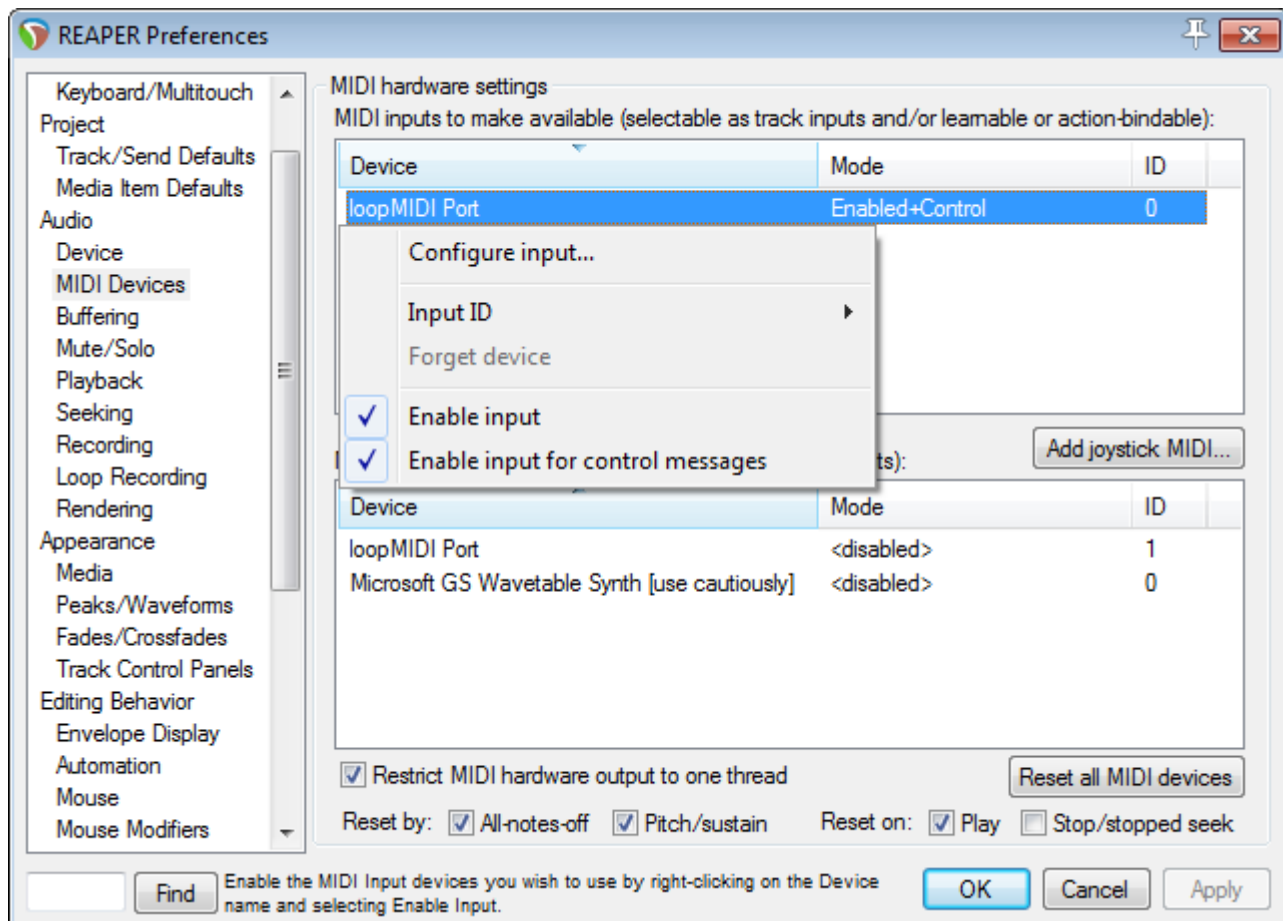 REAPER Preferences
Keyboard/Multitouch
Project
Track/Send Defaults
Media Item Defaults
Audio
Device
MIDI Devices
Buffering
Mute/Solo
Playback
Seeking
Recording
Loop Recording
Rendering
Appearance
Media
Peaks/Waveforms
Fades/Crossfades
Track Control Panels
Editing Behavior
Envelope Display
Automation
Mouse
Mouse Modifiers
MIDI hardware settings
MIDI inputs to make available (selectable as track inputs and/or learnable or action-bindable):
Device Mode ID
loopMIDI Port Enabled+Control 0
Configure input...
Input ID
Forget device
Enable input
Enable input for control messages
ts):
Add joystick MIDI...
Device Mode ID
loopMIDI Port <disabled> 1
Microsoft GS Wavetable Synth [use cautiously] <disabled> 0
Restrict MIDI hardware output to one thread
Reset all MIDI devices
Reset by: All-notes-off Pitch/sustain Reset on: Play Stop/stopped seek
Find
Enable the MIDI Input devices you wish to use by right-clicking on the Device
name and selecting Enable Input.
OK Cancel Apply